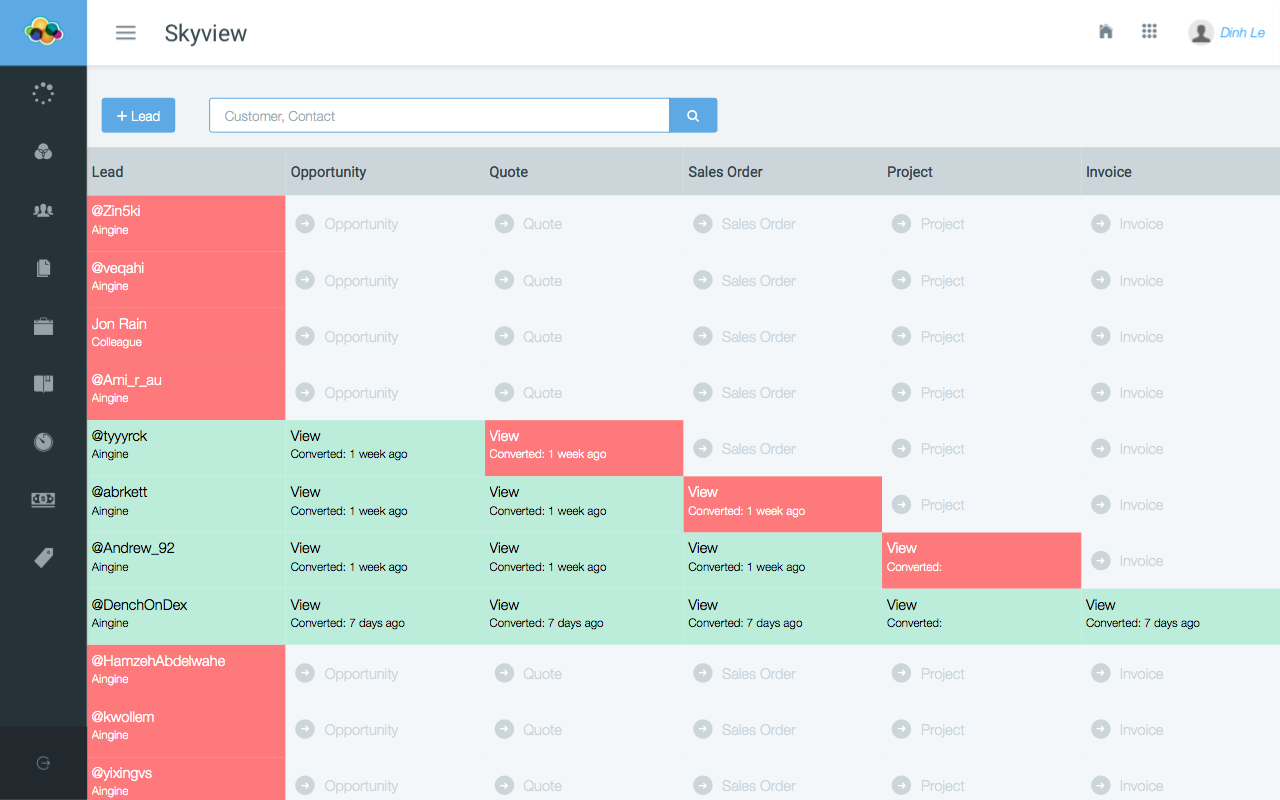 Skyview
Dinh Le
+ Lead
Customer, Contact
Lead Opportunity Quote Sales Order Project Invoice
@Zin5ki
Aingine
Opportunity Quote Sales Order Project Invoice
@veqahi
Aingine
Opportunity Quote Sales Order Project Invoice
Jon Rain
Colleague
Opportunity Quote Sales Order Project Invoice
@Ami_r_au
Aingine
Opportunity Quote Sales Order Project Invoice
@tyyyrck View View
Aingine Converted: 1 week ago Converted: 1 week ago
Sales Order Project Invoice
@abrkett View View View
Aingine Converted: 1 week ago Converted: 1 week ago Converted: 1 week ago
Project Invoice
@Andrew_92 View View View View
Aingine Converted: 1 week ago Converted: 1 week ago Converted: 1 week ago Converted:
Invoice
@DenchOnDex View View View View View
Aingine Converted: 7 days ago Converted: 7 days ago Converted: 7 days ago Converted: Converted: 7 days ago
@HamzehAbdelwahe
Aingine
Opportunity Quote Sales Order Project Invoice
@kwollem
Aingine
Opportunity Quote Sales Order Project Invoice
@yixingvs
Aingine
Opportunity Quote Sales Order Project Invoice